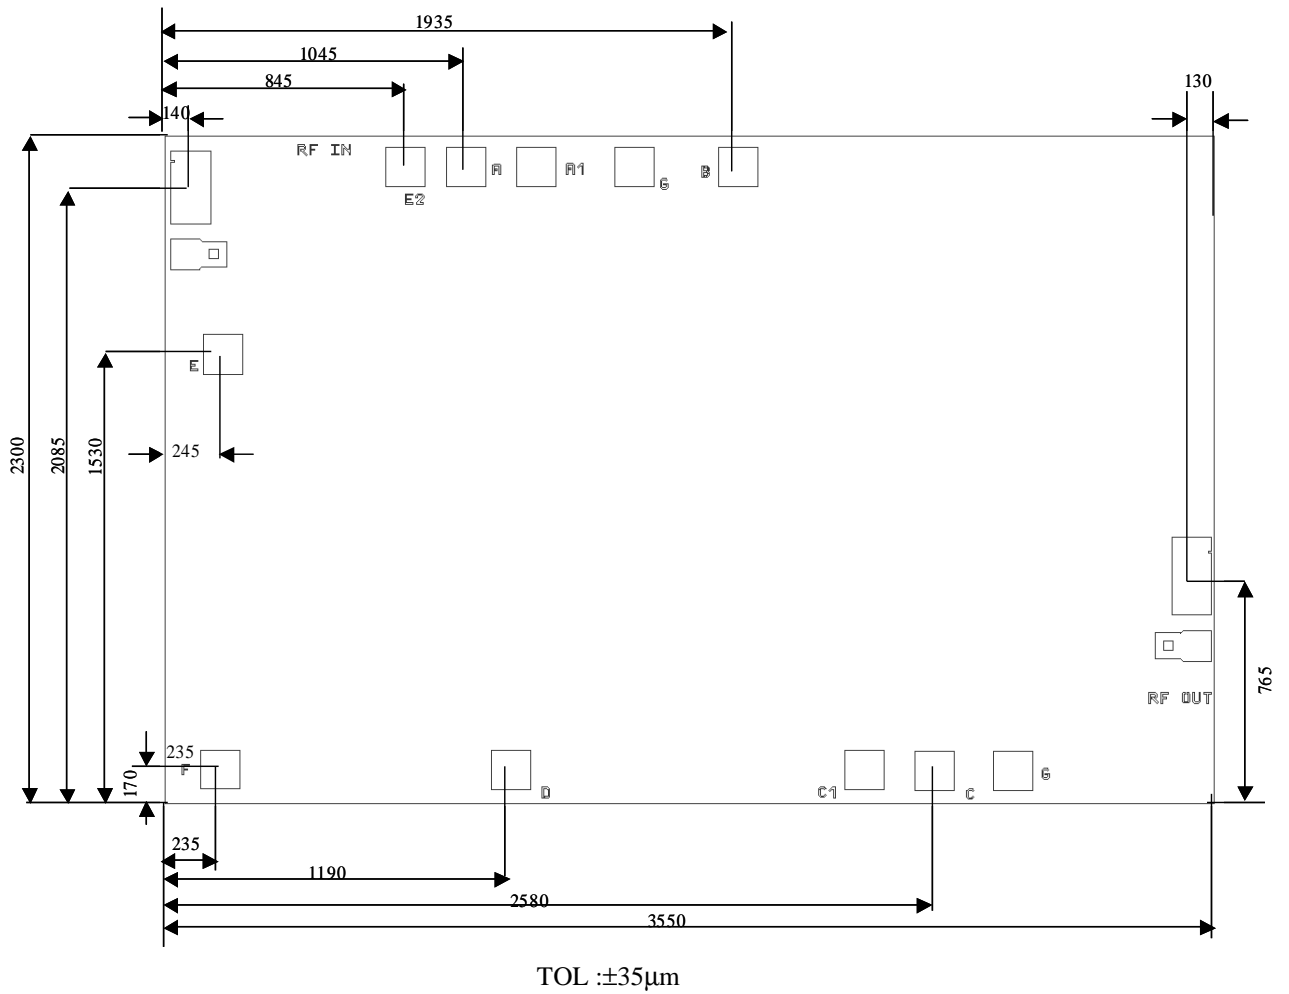 1935
1045
845
140
130
RF IN
A
A1
G
B
E2
E
245
2300
2085
1530
765
RF OUT
235
F
170
D
C1
C
G
235
1190
2580
3550
TOL :±35μm